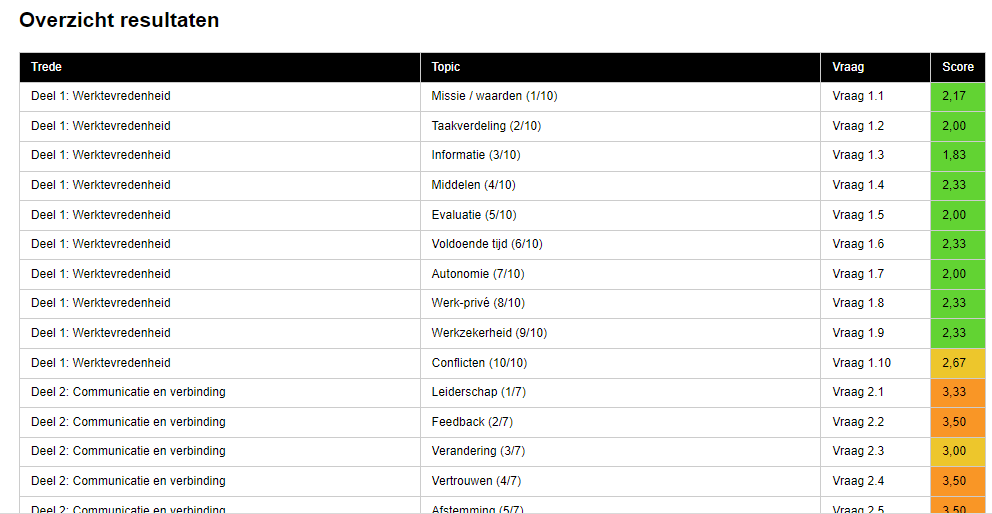 Overzicht resultaten
Trede Topic Vraag Score
Deel 1: Werktevredenheid Missie / waarden (1/10) Vraag 1.1 2,17
Deel 1: Werktevredenheid Taakverdeling (2/10) Vraag 1.2 2,00
Deel 1: Werktevredenheid Informatie (3/10) Vraag 1.3 1,83
Deel 1: Werktevredenheid Middelen (4/10) Vraag 1.4 2,33
Deel 1: Werktevredenheid Evaluatie (5/10) Vraag 1.5 2,00
Deel 1: Werktevredenheid Voldoende tijd (6/10) Vraag 1.6 2,33
Deel 1: Werktevredenheid Autonomie (7/10) Vraag 1.7 2,00
Deel 1: Werktevredenheid Werk-privé (8/10) Vraag 1.8 2,33
Deel 1: Werktevredenheid Werkzekerheid (9/10) Vraag 1.9 2,33
Deel 1: Werktevredenheid Conflicten (10/10) Vraag 1.10 2,67
Deel 2: Communicatie en verbinding Leiderschap (1/7) Vraag 2.1 3,33
Deel 2: Communicatie en verbinding Feedback (2/7) Vraag 2.2 3,50
Deel 2: Communicatie en verbinding Verandering (3/7) Vraag 2.3 3,00
Deel 2: Communicatie en verbinding Vertrouwen (4/7) Vraag 2.4 3,50
Deel 2: Communicatie en verbinding Afstemming (5/7) Vraag 2.5 3,50